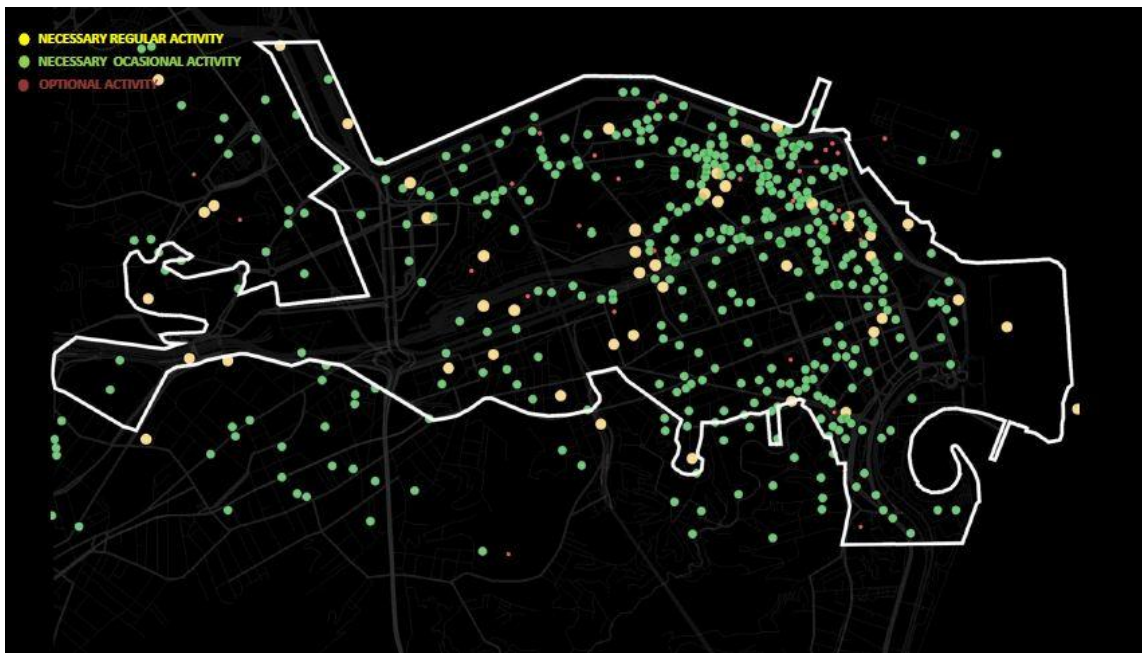 NECESSARY REGULAR ACTIVITY
NECESSARY OCASIONAL ACTIVITY
OPTIONAL ACTIVITY